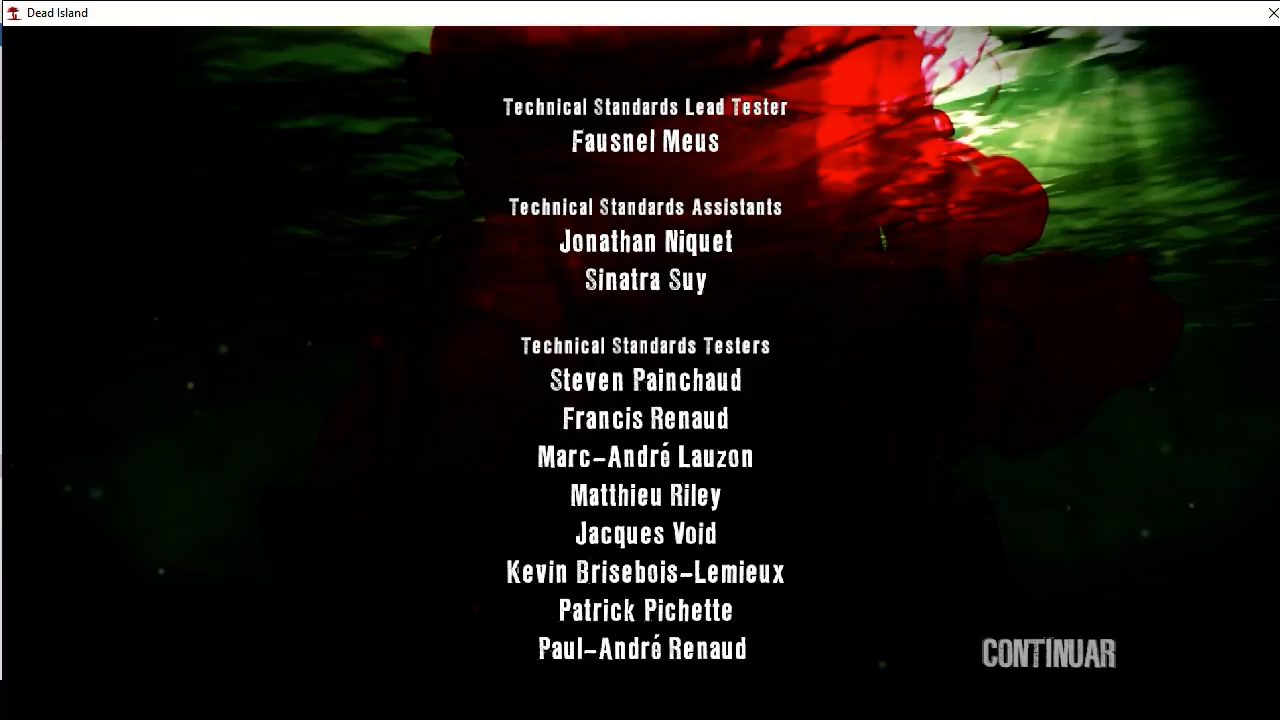 Dead Island
Technical Standards Lead Tester
Fausnel Meus
Technical Standards Assistants
Jonathan Niquet
Sinatra Suy
Technical Standards Testers
Steven Painchaud
Francis Renaud
Marc-André Lauzon
Matthieu Riley
Jacques Void
Kevin Brisebois-Lemieux
Patrick Pichette
Paul-André Renaud
CONTINUAR